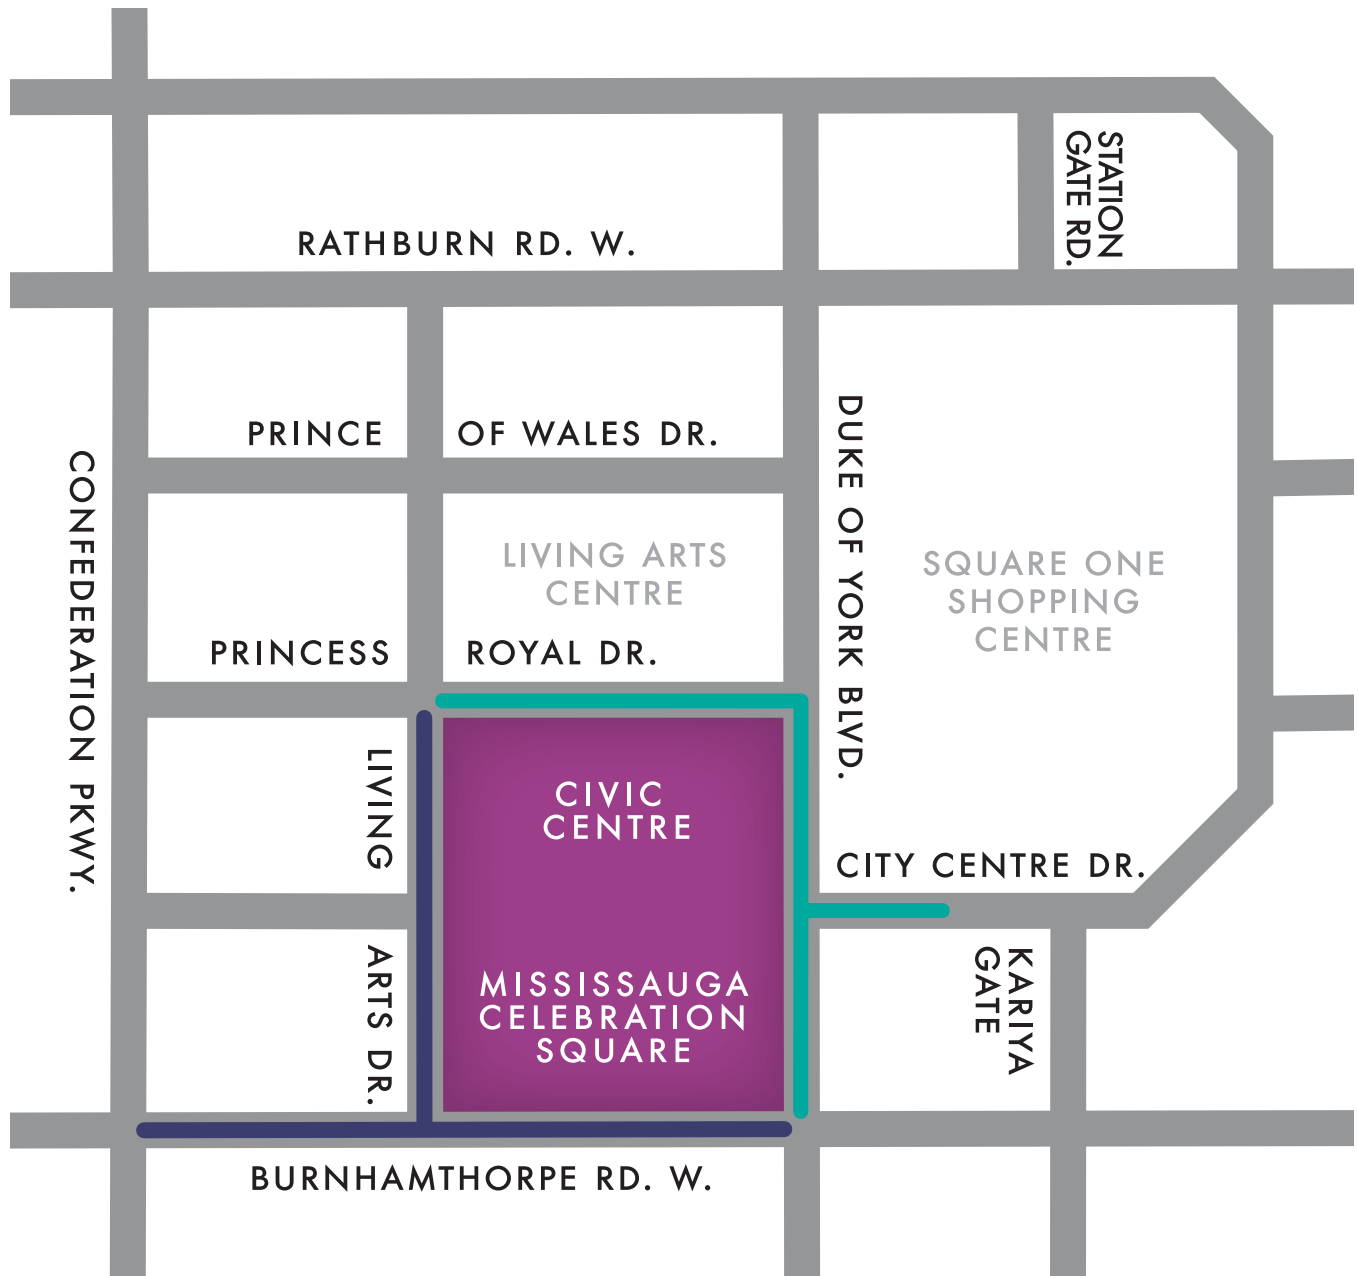 STATION
GATE RD.
RATHBURN RD. W.
PRINCE OF WALES DR.
DUKE OF YORK BLVD.
CONFEDERATION PKWY.
LIVING ARTS
CENTRE
SQUARE ONE
SHOPPING
CENTRE
PRINCESS ROYAL DR.
LIVING ARTS DR.
CIVIC
CENTRE
CITY CENTRE DR.
MISSISSAUGA
CELEBRATION
SQUARE
KARIYA
GATE
BURNHAMTHORPE RD. W.